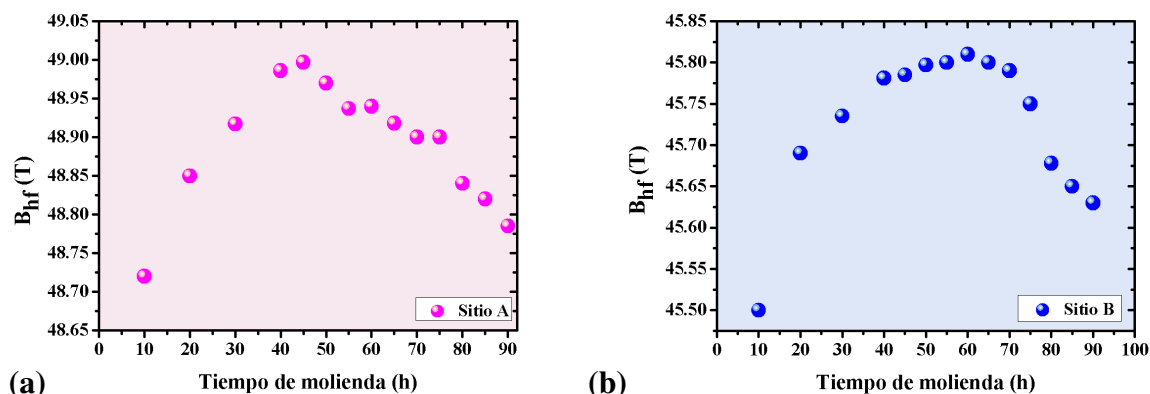 49.05
49.00
48.95
48.90
48.85
48.80
48.75
48.70
48.65
B_hf (T)
0 10 20 30 40 50 60 70 80 90
Tiempo de molienda (h)
Sitio A
(a)
45.85
45.80
45.75
45.70
45.65
45.60
45.55
45.50
B_hf (T)
0 10 20 30 40 50 60 70 80 90 100
Tiempo de molienda (h)
Sitio B
(b)